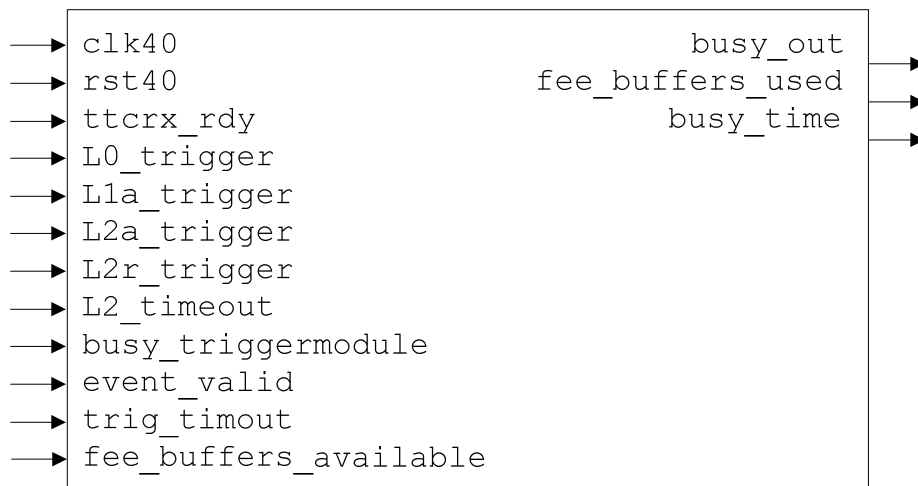 clk40 busy_out
rst40 fee_buffers_used
ttcrx_rdy busy_time
L0_trigger
L1a_trigger
L2a_trigger
L2r_trigger
L2_timeout
busy_triggermodule
event_valid
trig_timout
fee_buffers_available